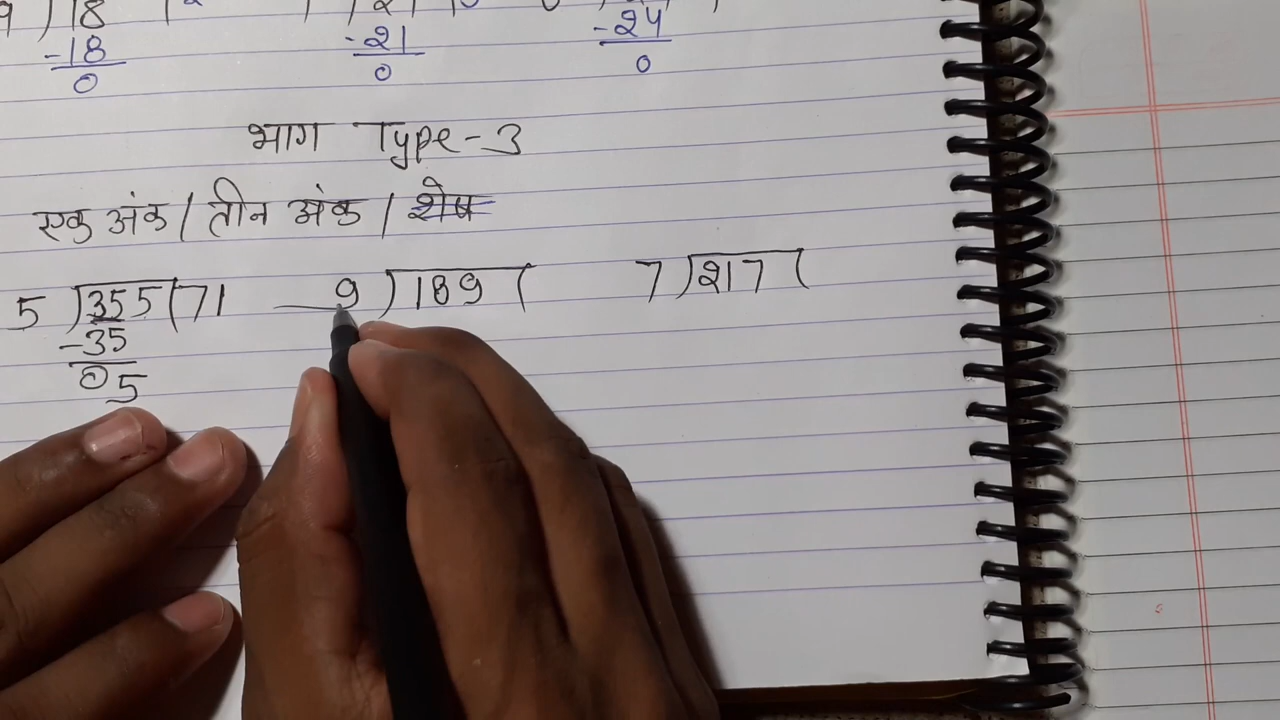 18 21
-18 -21 -24
0 0 0
भाग Type-3
एक अंक / तीन अंक / शेष
5 ) 355 ( 71 9 ) 189 ( 7 ) 217 (
-35
05